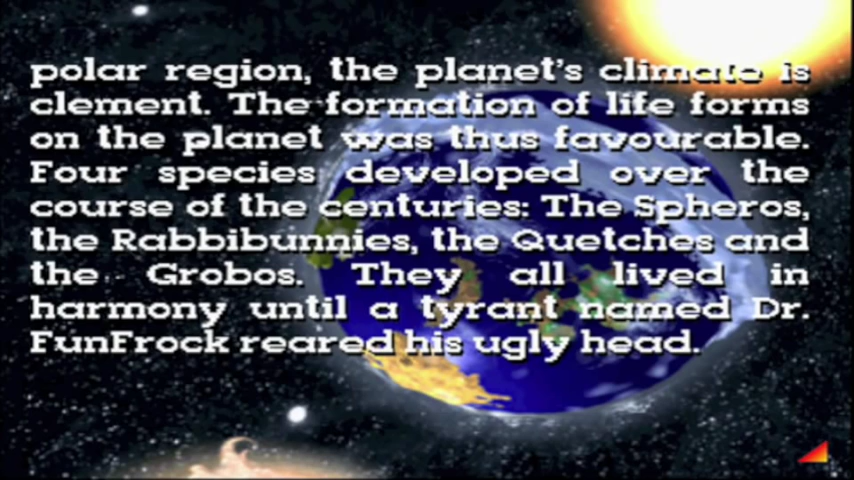 polar region, the planet's climate is
clement. The formation of life forms
on the planet was thus favourable.
Four species developed over the
course of the centuries: The Spheros,
the Rabbibunnies, the Quetches and
the Grobos. They all lived in
harmony until a tyrant named Dr.
FunFrock reared his ugly head.